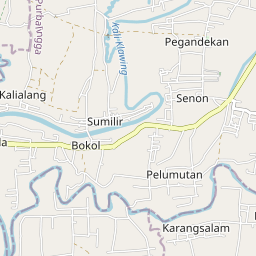 Purbalingga
Kali Klawing
Pegandekan
Kalialang
Senon
Sumilir
Bokol
Pelumutan
Karangsalam